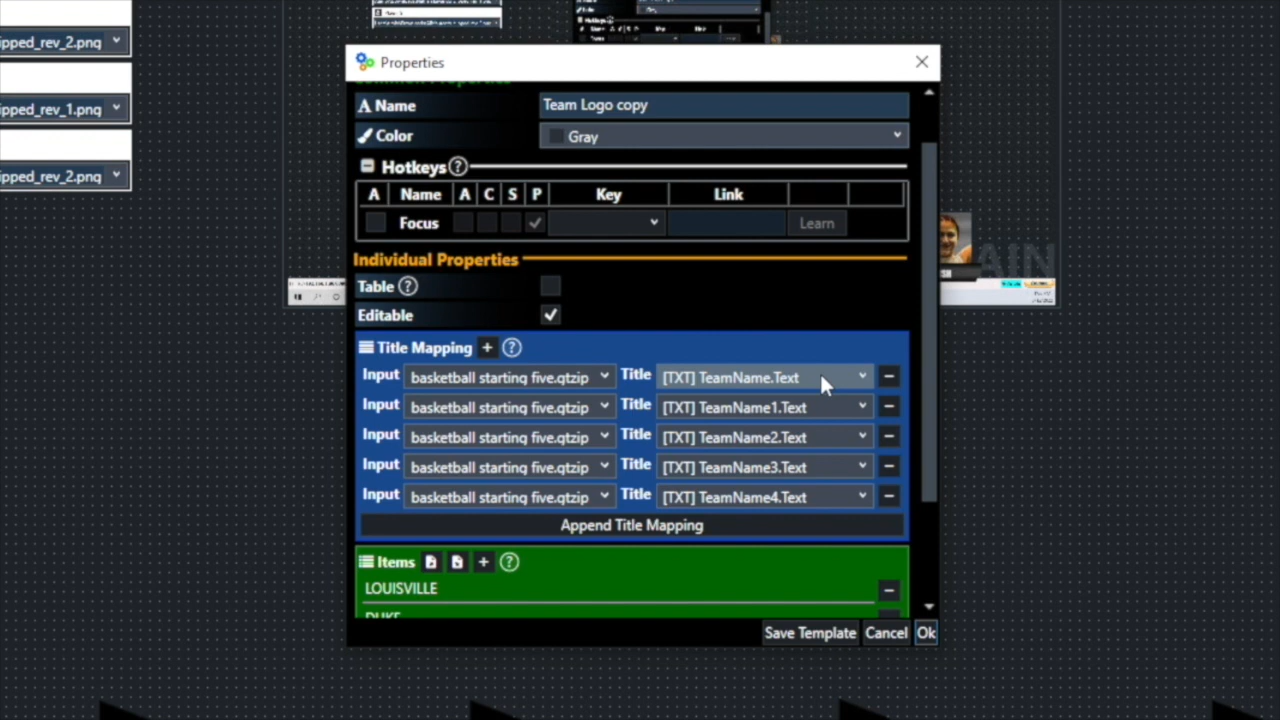 ipped_rev_2.png
ipped_rev_1.png
ipped_rev_2.png
Properties
Name
Team Logo copy
Color
Gray
Hotkeys
A Name A C S P Key Link
Focus
Learn
Individual Properties
Table
Editable
Title Mapping +
Input basketball starting five.gtzip Title [TXT] TeamName.Text
Input basketball starting five.gtzip Title [TXT] TeamName1.Text
Input basketball starting five.gtzip Title [TXT] TeamName2.Text
Input basketball starting five.gtzip Title [TXT] TeamName3.Text
Input basketball starting five.gtzip Title [TXT] TeamName4.Text
Append Title Mapping
Items +
LOUISVILLE
DUKE
Save Template Cancel Ok
AIN